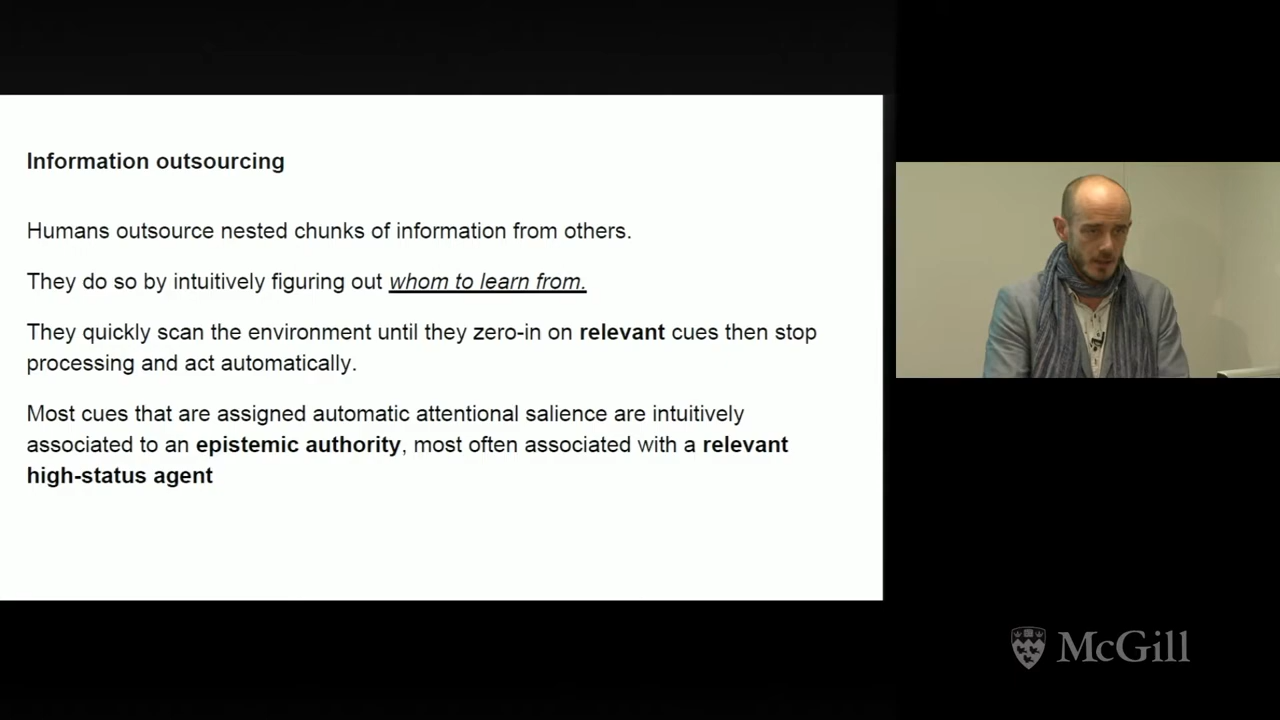 Information outsourcing
Humans outsource nested chunks of information from others.
They do so by intuitively figuring out whom to learn from.
They quickly scan the environment until they zero-in on relevant cues then stop
processing and act automatically.
Most cues that are assigned automatic attentional salience are intuitively
associated to an epistemic authority, most often associated with a relevant
high-status agent
McGill